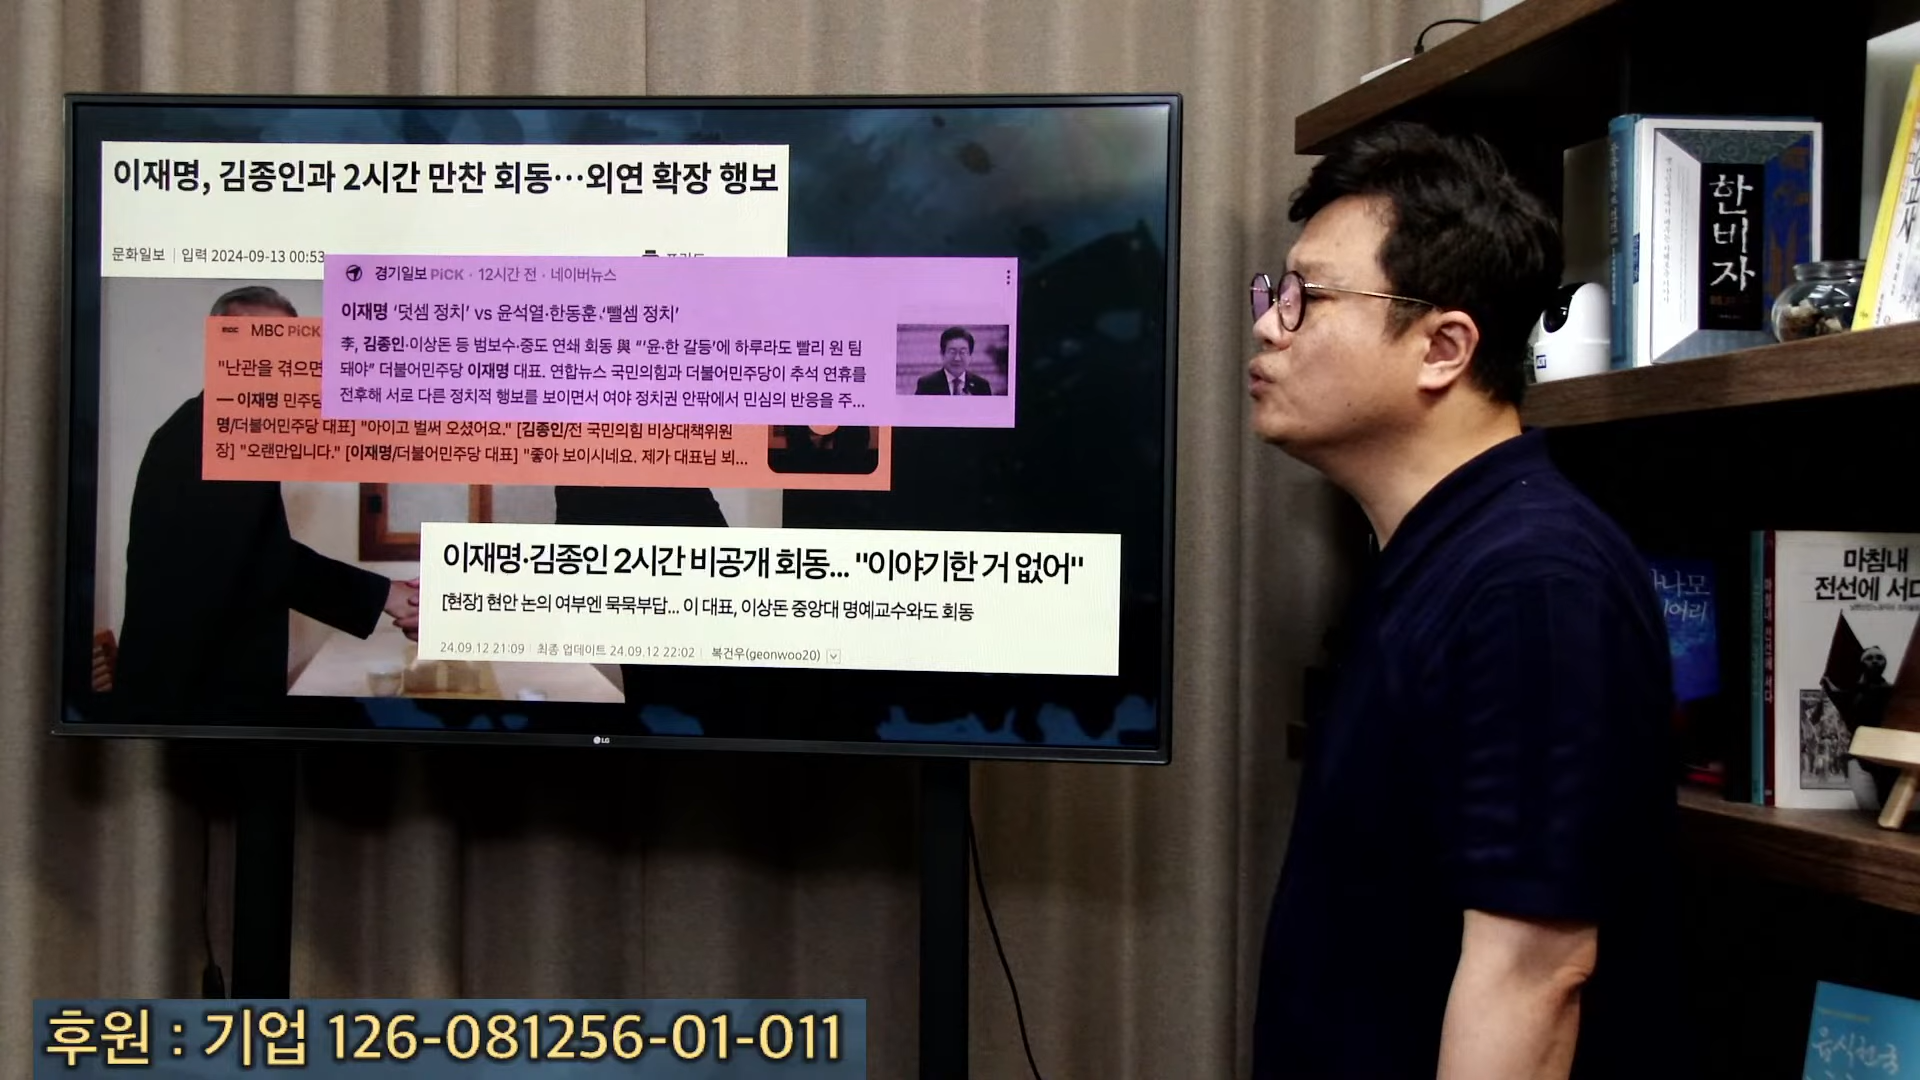 이재명, 김종인과 2시간 만찬 회동…외연 확장 행보
문화일보 | 입력 2024-09-13 00:53
경기일보 PiCK · 12시간 전 · 네이버뉴스
이재명 ‘덧셈 정치’ vs 윤석열·한동훈, ‘뺄셈 정치’
李, 김종인·이상돈 등 범보수·중도 연쇄 회동 與 “‘윤·한 갈등’에 하루라도 빨리 원 팀
돼야” 더불어민주당 이재명 대표. 연합뉴스 국민의힘과 더불어민주당이 추석 연휴를
전후해 서로 다른 정치적 행보를 보이면서 여야 정치권 안팎에서 민심의 반응을 주...
MBC PiCK
"난관을 겪으면
— 이재명 민주당
명/더불어민주당 대표] "아이고 벌써 오셨어요." [김종인/전 국민의힘 비상대책위원
장] "오랜만입니다." [이재명/더불어민주당 대표] "좋아 보이시네요. 제가 대표님 뵈...
이재명·김종인 2시간 비공개 회동... "이야기한 거 없어"
[현장] 현안 논의 여부엔 묵묵부답... 이 대표, 이상돈 중앙대 명예교수와도 회동
24.09.12 21:09 | 최종 업데이트 24.09.12 22:02 | 복건우(geonwoo20)
LG
한비자
마침내
전선에 서다
음식천국
후원 : 기업 126-081256-01-011